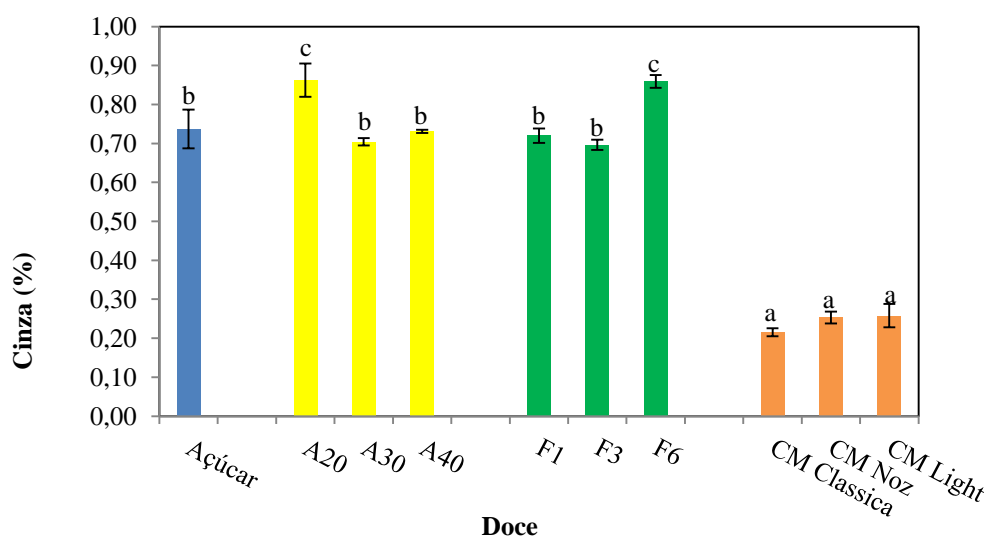 1,00
0,90
0,80
0,70
0,60
0,50
0,40
0,30
0,20
0,10
0,00
Cinza (%)
b
c
b
b
b
b
c
a
a
a
Açúcar
A20
A30
A40
F1
F3
F6
CM Classica
CM Noz
CM Light
Doce